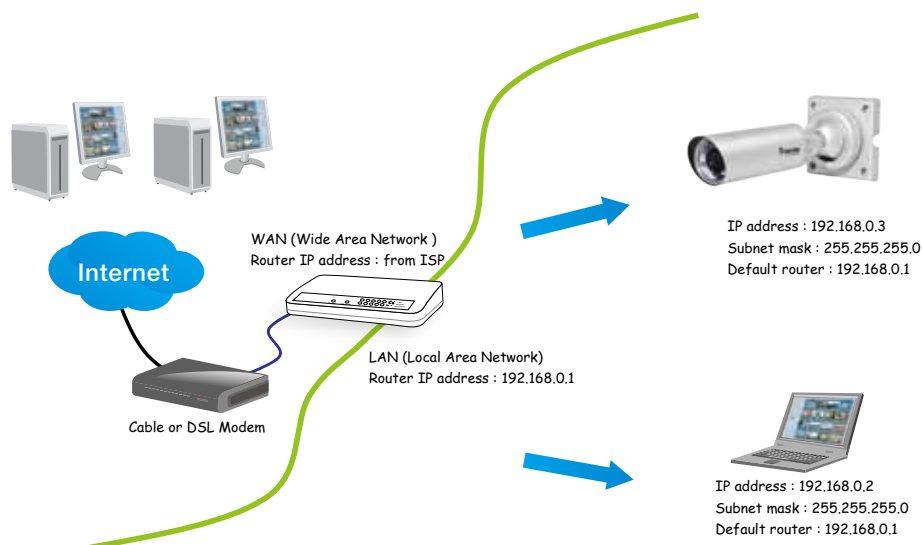 WAN (Wide Area Network )
Router IP address : from ISP
Internet
LAN (Local Area Network)
Router IP address : 192.168.0.1
Cable or DSL Modem
IP address : 192.168.0.3
Subnet mask : 255.255.255.0
Default router : 192.168.0.1
IP address : 192.168.0.2
Subnet mask : 255.255.255.0
Default router : 192.168.0.1